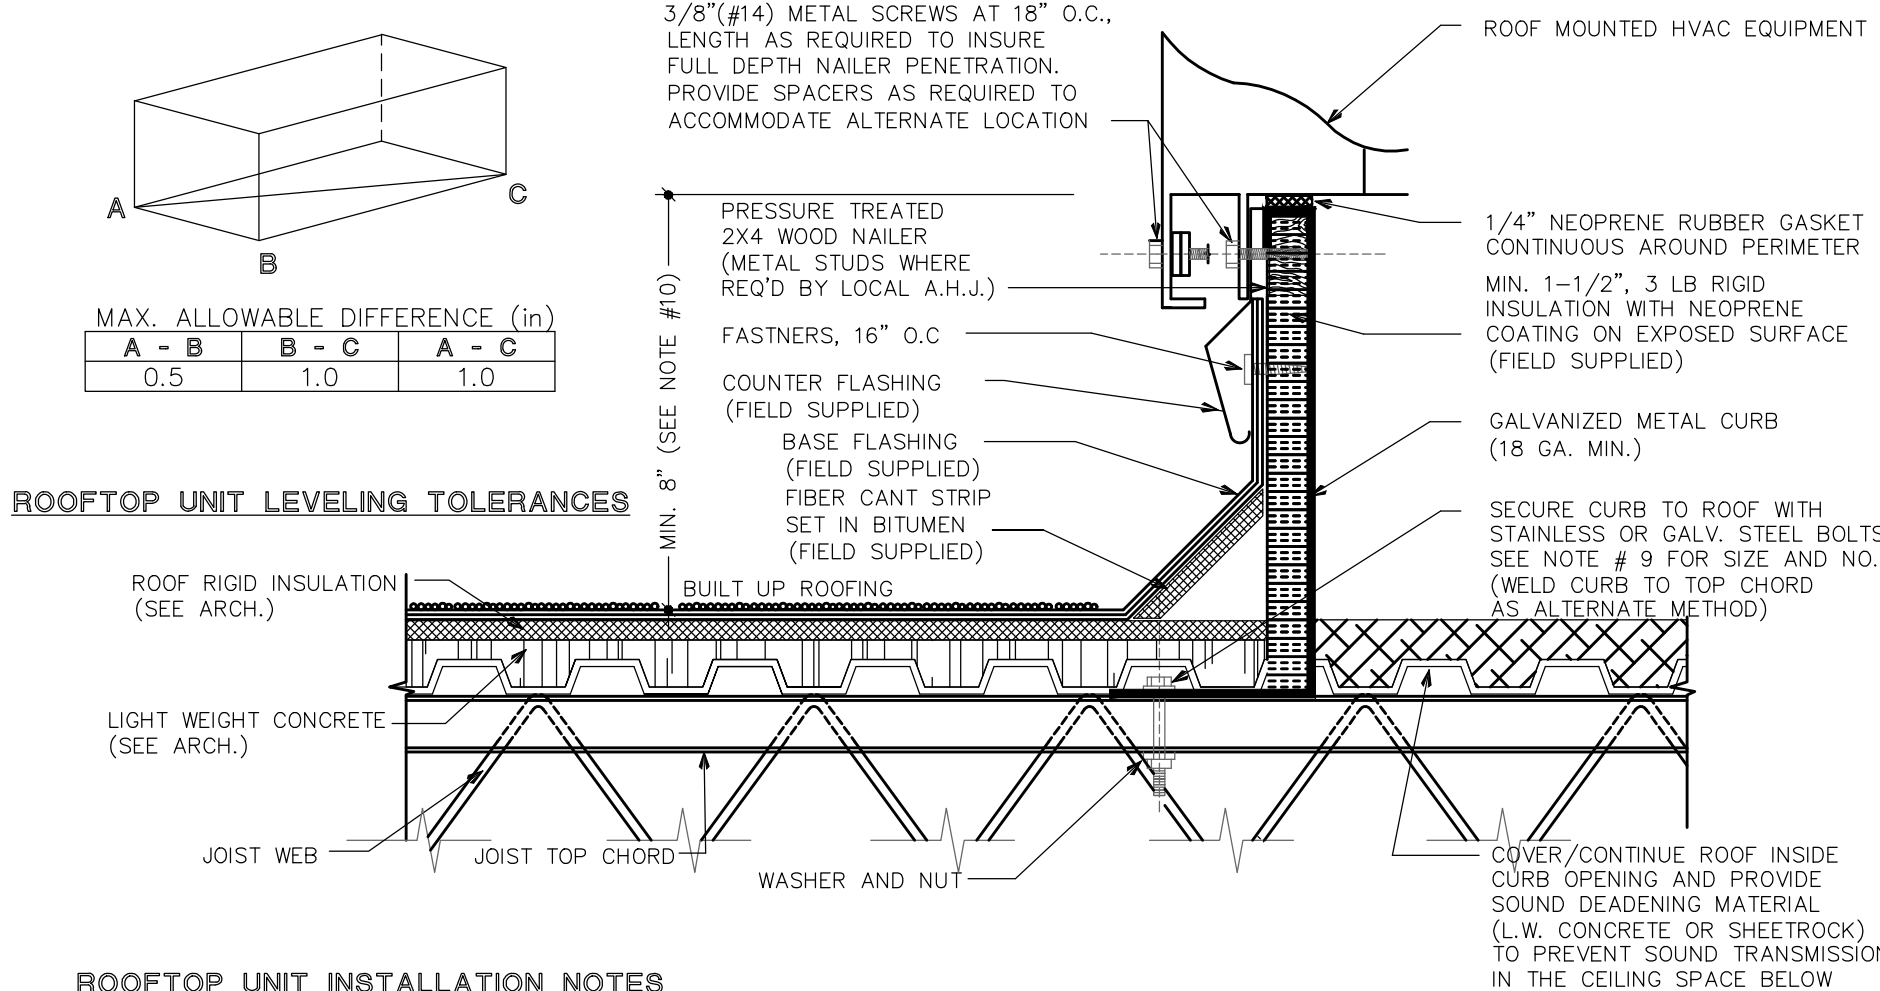 3/8"(#14) METAL SCREWS AT 18" O.C.,
LENGTH AS REQUIRED TO INSURE
FULL DEPTH NAILER PENETRATION.
PROVIDE SPACERS AS REQUIRED TO
ACCOMMODATE ALTERNATE LOCATION
ROOF MOUNTED HVAC EQUIPMENT
A
B
C
MAX. ALLOWABLE DIFFERENCE (in)
A - B B - C A - C
0.5 1.0 1.0
ROOFTOP UNIT LEVELING TOLERANCES
MIN. 8" (SEE NOTE #10)
PRESSURE TREATED
2X4 WOOD NAILER
(METAL STUDS WHERE
REQ'D BY LOCAL A.H.J.)
FASTNERS, 16" O.C
COUNTER FLASHING
(FIELD SUPPLIED)
BASE FLASHING
(FIELD SUPPLIED)
FIBER CANT STRIP
SET IN BITUMEN
(FIELD SUPPLIED)
BUILT UP ROOFING
1/4" NEOPRENE RUBBER GASKET
CONTINUOUS AROUND PERIMETER
MIN. 1-1/2", 3 LB RIGID
INSULATION WITH NEOPRENE
COATING ON EXPOSED SURFACE
(FIELD SUPPLIED)
GALVANIZED METAL CURB
(18 GA. MIN.)
SECURE CURB TO ROOF WITH
STAINLESS OR GALV. STEEL BOLTS
SEE NOTE # 9 FOR SIZE AND NO.
(WELD CURB TO TOP CHORD
AS ALTERNATE METHOD)
ROOF RIGID INSULATION
(SEE ARCH.)
LIGHT WEIGHT CONCRETE
(SEE ARCH.)
JOIST WEB
JOIST TOP CHORD
WASHER AND NUT
COVER/CONTINUE ROOF INSIDE
CURB OPENING AND PROVIDE
SOUND DEADENING MATERIAL
(L.W. CONCRETE OR SHEETROCK)
TO PREVENT SOUND TRANSMISSION
IN THE CEILING SPACE BELOW
ROOFTOP UNIT INSTALLATION NOTES